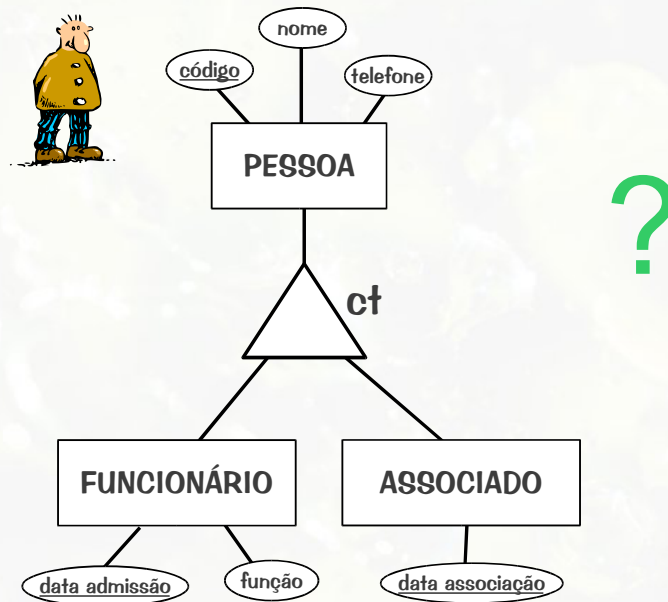 nome
código
telefone
PESSOA
?
ct
FUNCIONÁRIO
ASSOCIADO
data admissão
função
data associação